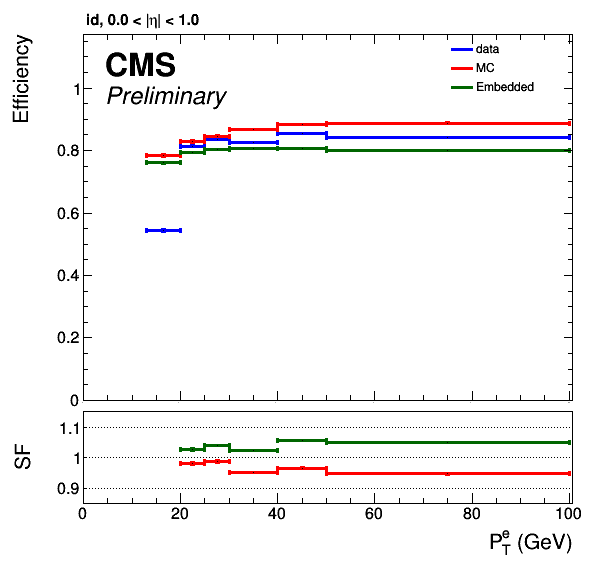 id, 0.0 < |η| < 1.0
CMS
Preliminary
data
MC
Embedded
Efficiency
1
0.8
0.6
0.4
0.2
0
SF
1.1
1
0.9
0 20 40 60 80 100
P_T^e (GeV)